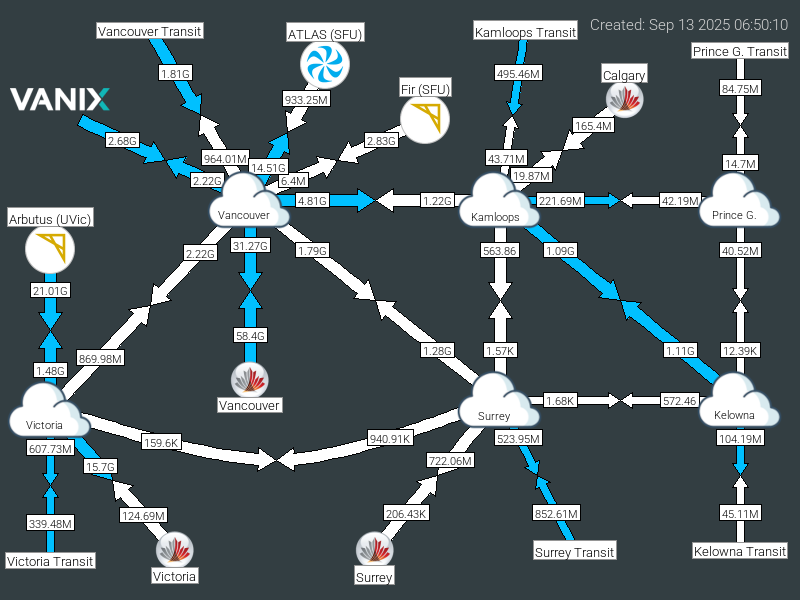 Created: Sep 13 2025 06:50:10
Vancouver Transit
ATLAS (SFU)
Kamloops Transit
Prince G. Transit
1.81G
495.46M
Calgary
Fir (SFU)
84.75M
VANIX
933.25M
165.4M
2.68G
2.83G
964.01M
43.71M
14.7M
14.51G
19.87M
2.22G
6.4M
4.81G
1.22G
221.69M
42.19M
Vancouver
Kamloops
Prince G.
Arbutus (UVic)
2.22G
31.27G
1.79G
563.86
1.09G
40.52M
21.01G
58.4G
869.98M
1.28G
1.57K
1.11G
12.39K
1.48G
Vancouver
1.68K
572.46
Victoria
Surrey
Kelowna
159.6K
940.91K
523.95M
104.19M
607.73M
15.7G
722.06M
124.69M
206.43K
852.61M
45.11M
339.48M
Victoria Transit
Victoria
Surrey
Surrey Transit
Kelowna Transit